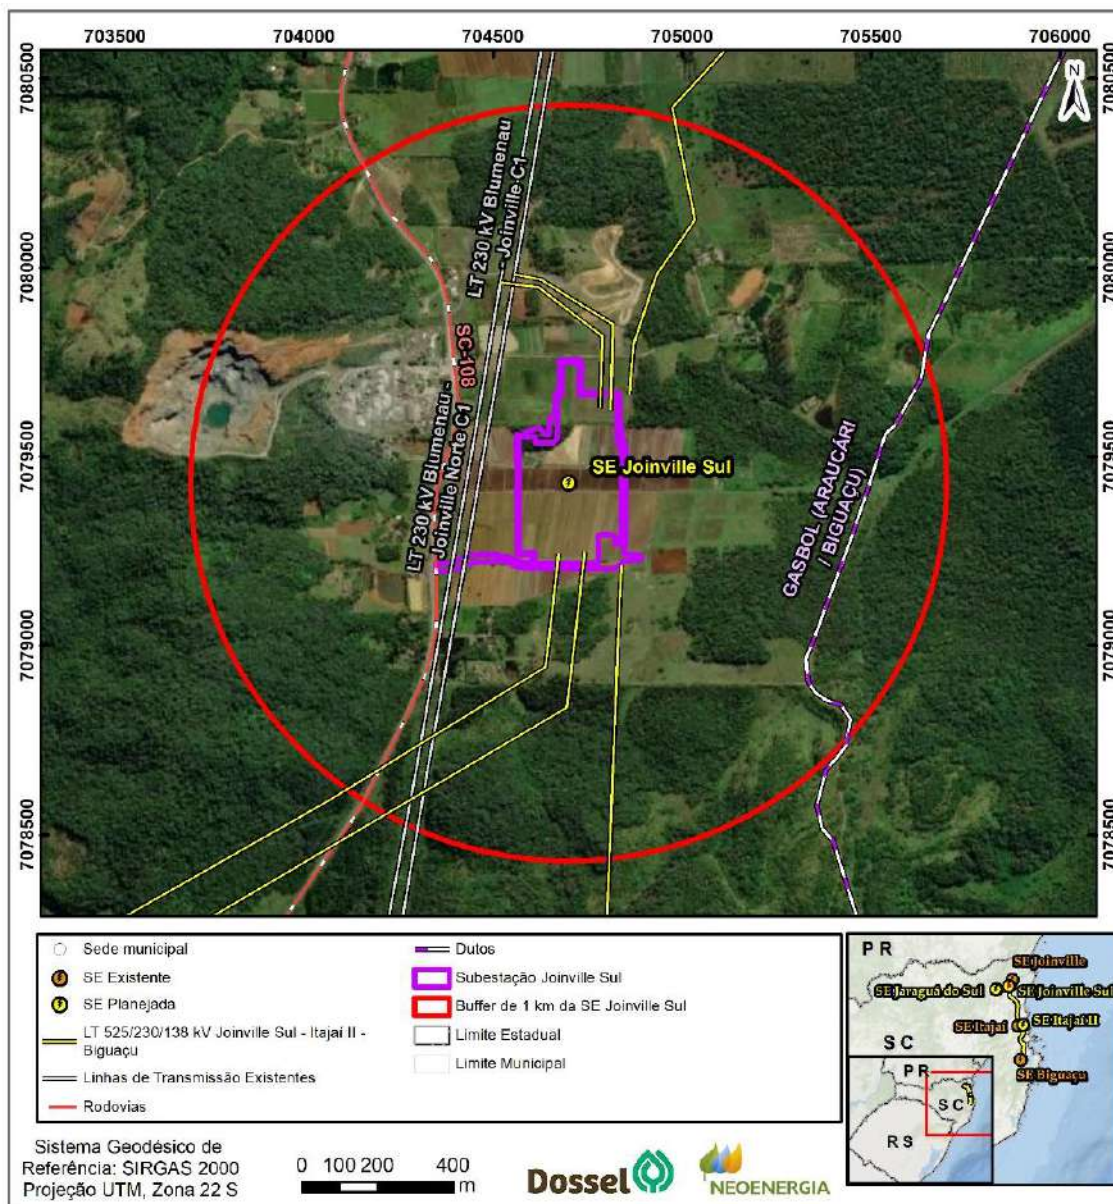 703500 704000 704500 705000 705500 706000
7080500
7080500
N
LT 230 kV Blumenau
- Joinville C1
7080000
7080000
SC-108
LT 230 kV Blumenau -
Joinville Norte C1
7079500
7079500
SE Joinville Sul
GASBOL (ARAUCÁRI
/ BIGUAÇU)
7079000
7079000
7078500
7078500
Sede municipal
SE Existente
SE Planejada
LT 525/230/138 kV Joinville Sul - Itajaí II -
Biguaçu
Linhas de Transmissão Existentes
Rodovias
Dutos
Subestação Joinville Sul
Buffer de 1 km da SE Joinville Sul
Limite Estadual
Limite Municipal
PR
SE Joinville
SE Jaraguá do Sul
SE Joinville Sul
SE Itajaí
SE Itajaí II
SC
SE Biguaçu
PR
SC
RS
Sistema Geodésico de
Referência: SIRGAS 2000
Projeção UTM, Zona 22 S
0 100 200 400
m
Dossel
NEOENERGIA